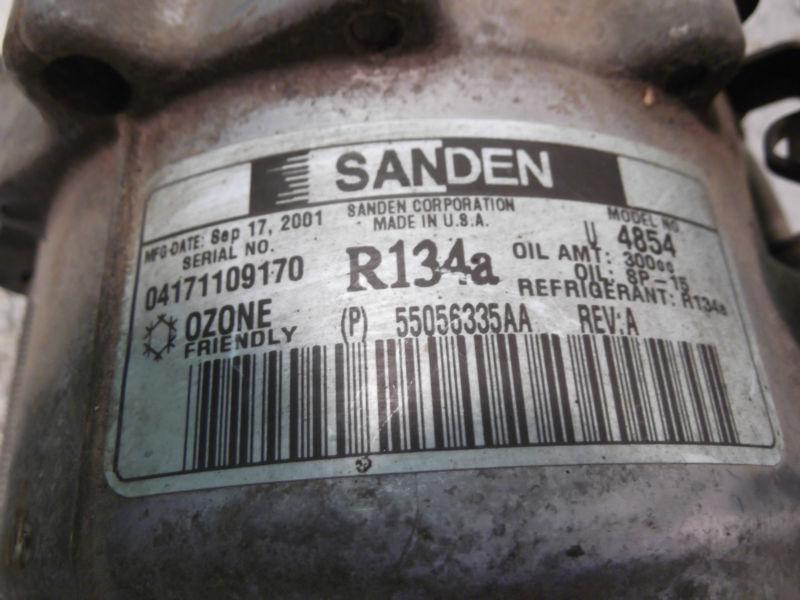 SANDEN
SANDEN CORPORATION
MADE IN U.S.A.
MFG-DATE: Sep 17, 2001
SERIAL NO.
04171109170
R134a
MODEL NO.
U 4854
OIL AMT: 300cc
OIL: SP-15
REFRIGERANT: R134a
OZONE
FRIENDLY
(P) 55056335AA REV:A